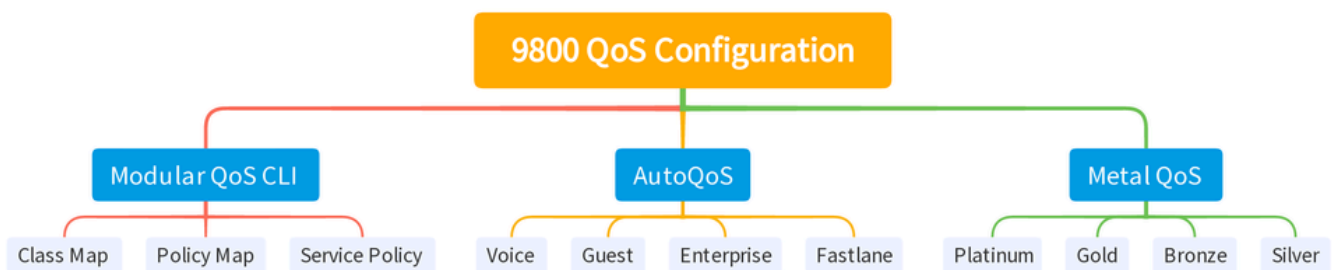 9800 QoS Configuration
Modular QoS CLI
AutoQoS
Metal QoS
Class Map
Policy Map
Service Policy
Voice
Guest
Enterprise
Fastlane
Platinum
Gold
Bronze
Silver